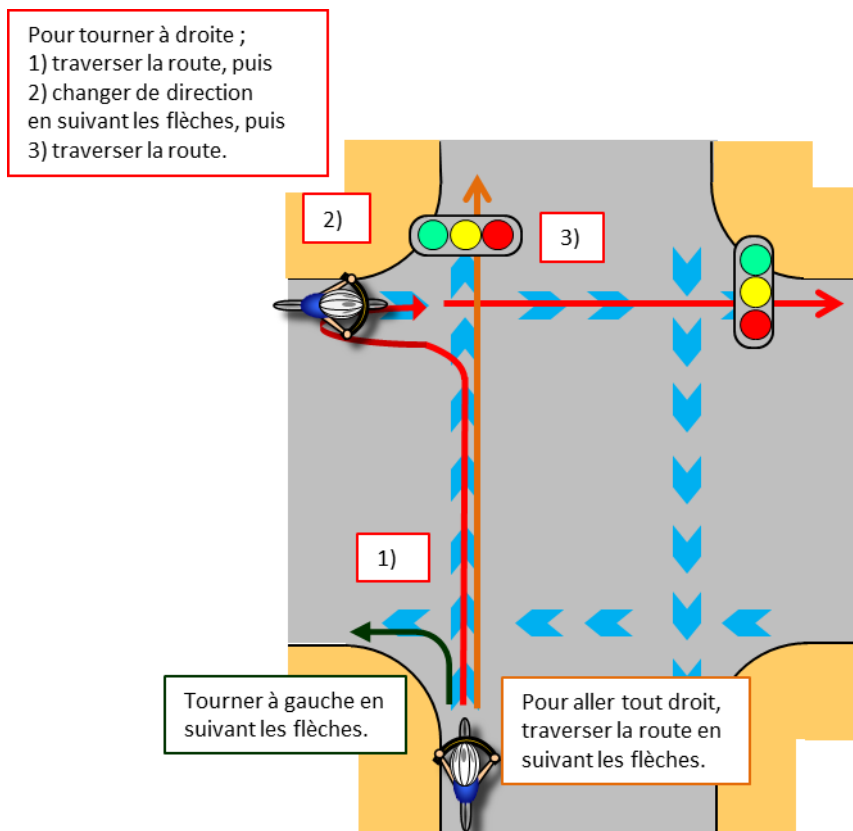 Pour tourner à droite ;
1) traverser la route, puis
2) changer de direction
en suivant les flèches, puis
3) traverser la route.
2)
3)
1)
Tourner à gauche en
suivant les flèches.
Pour aller tout droit,
traverser la route en
suivant les flèches.